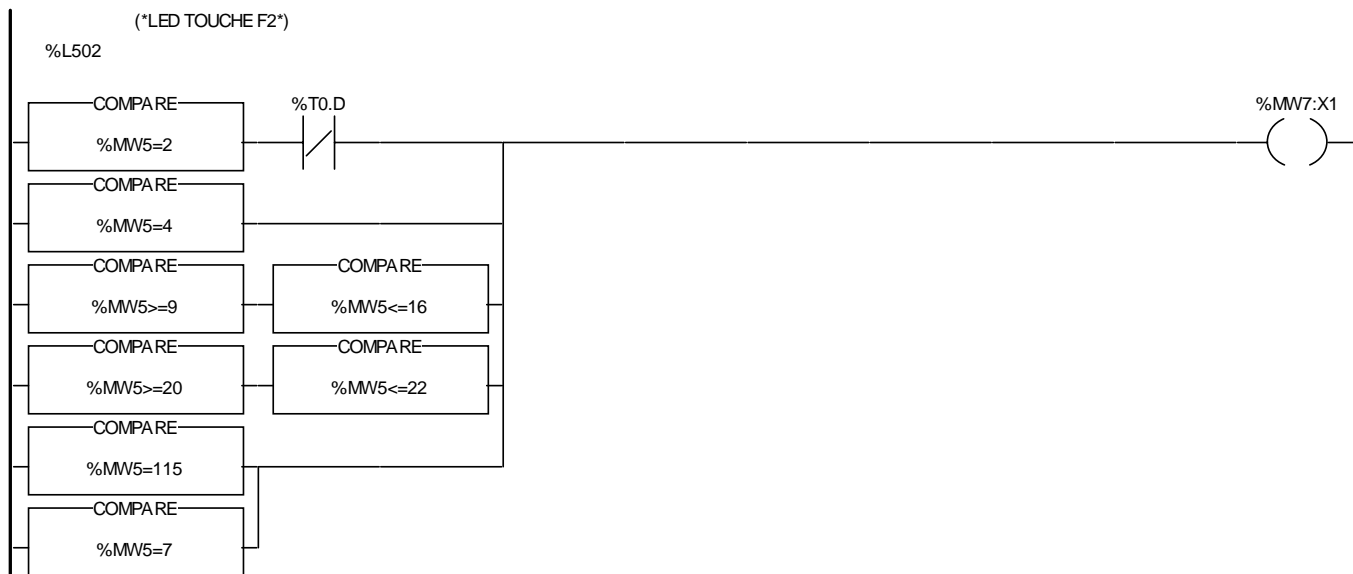 (*LED TOUCHE F2*)
%L502
COMPARE
%T0.D
%MW7:X1
%MW5=2
COMPARE
%MW5=4
COMPARE
COMPARE
%MW5>=9
%MW5<=16
COMPARE
COMPARE
%MW5>=20
%MW5<=22
COMPARE
%MW5=115
COMPARE
%MW5=7